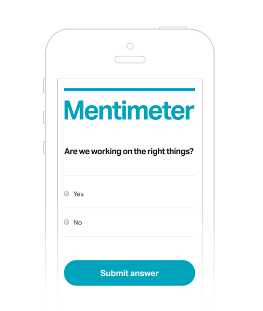 Mentimeter
Are we working on the right things?
Yes
No
Submit answer